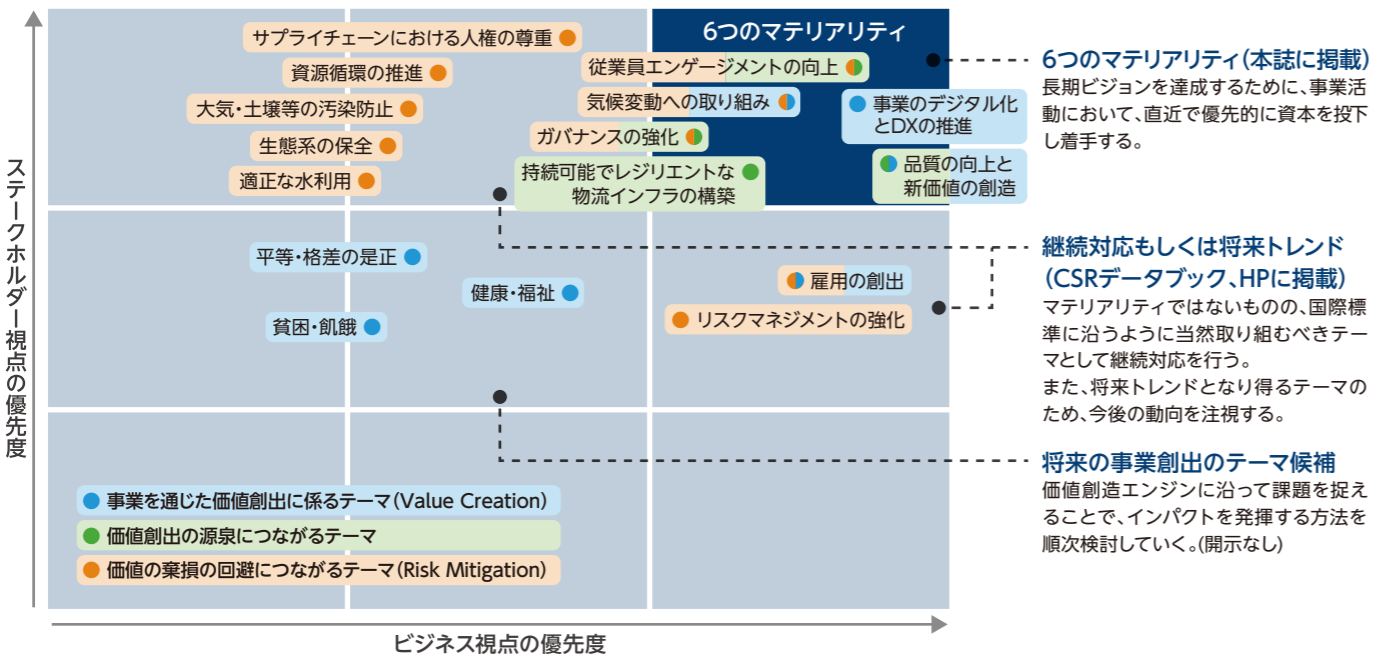 ステークホルダー視点の優先度
6つのマテリアリティ
サプライチェーンにおける人権の尊重
資源循環の推進
大気・土壌等の汚染防止
生態系の保全
適正な水利用
従業員エンゲージメントの向上
気候変動への取り組み
ガバナンスの強化
持続可能でレジリエントな
物流インフラの構築
事業のデジタル化
とDXの推進
品質の向上と
新価値の創造
平等・格差の是正
健康・福祉
貧困・飢餓
雇用の創出
リスクマネジメントの強化
事業を通じた価値創出に係るテーマ(Value Creation)
価値創出の源泉につながるテーマ
価値の棄損の回避につながるテーマ(Risk Mitigation)
ビジネス視点の優先度
6つのマテリアリティ(本誌に掲載)
長期ビジョンを達成するために、事業活
動において、直近で優先的に資本を投下
し着手する。
継続対応もしくは将来トレンド
(CSRデータブック、HPに掲載)
マテリアリティではないものの、国際標
準に沿うように当然取り組むべきテー
マとして継続対応を行う。
また、将来トレンドとなり得るテーマの
ため、今後の動向を注視する。
将来の事業創出のテーマ候補
価値創造エンジンに沿って課題を捉え
ることで、インパクトを発揮する方法を
順次検討していく。(開示なし)